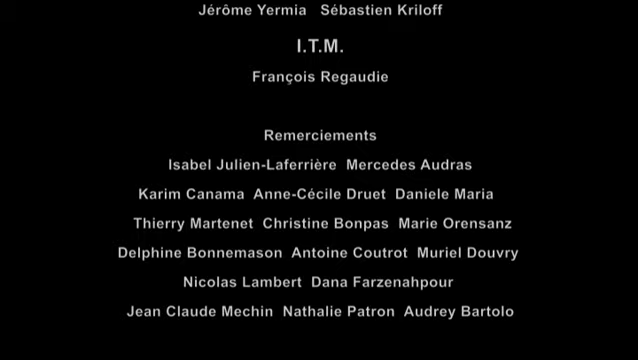 Jérôme Yermia Sébastien Kriloff
I.T.M.
François Regaudie
Remerciements
Isabel Julien-Laferrière Mercedes Audras
Karim Canama Anne-Cécile Druet Daniele Maria
Thierry Martenet Christine Bonpas Marie Orensanz
Delphine Bonnemason Antoine Coutrot Muriel Douvry
Nicolas Lambert Dana Farzenahpour
Jean Claude Mechin Nathalie Patron Audrey Bartolo